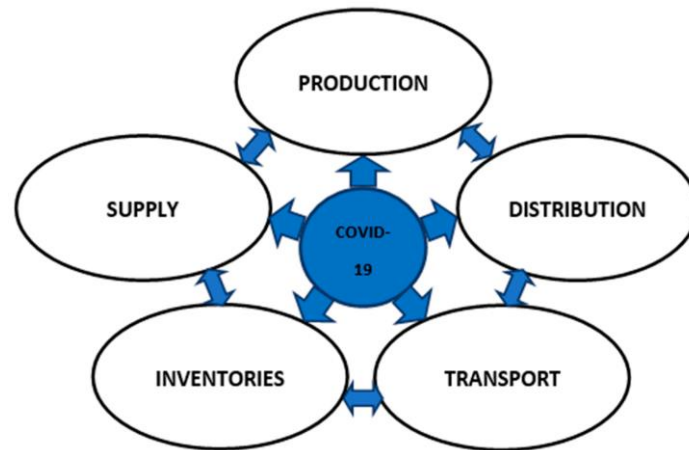 PRODUCTION
SUPPLY
DISTRIBUTION
COVID-
19
INVENTORIES
TRANSPORT